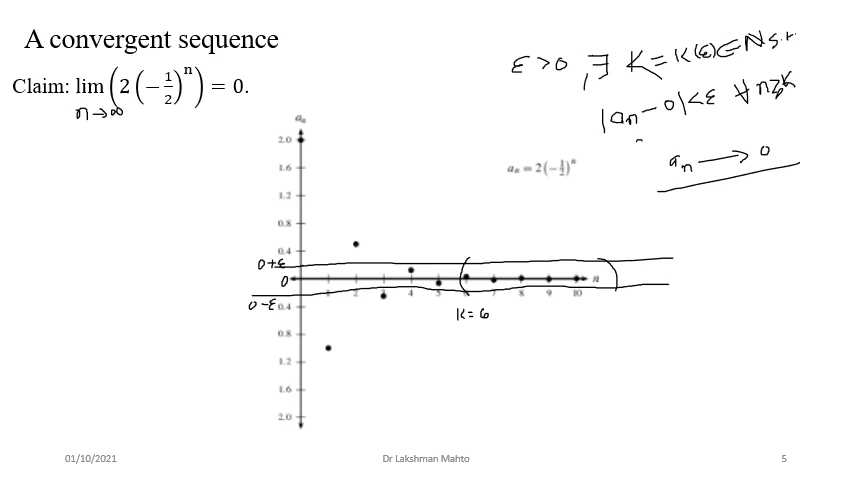 A convergent sequence
Claim: lim (2(-1/2)^n) = 0.
n→∞
ε > 0, ∃ K = K(ε) ∈ N s.t.
|an - 0| < ε ∀ n ≥ K
an → 0
aₙ
aₙ = 2(-1/2)ⁿ
2.0
1.6
1.2
0.8
0.4
0+ε
0
n
1 2 3 4 5 6 7 8 9 10
0-ε
0.4
K = 6
0.8
1.2
1.6
2.0
01/10/2021 Dr Lakshman Mahto 5